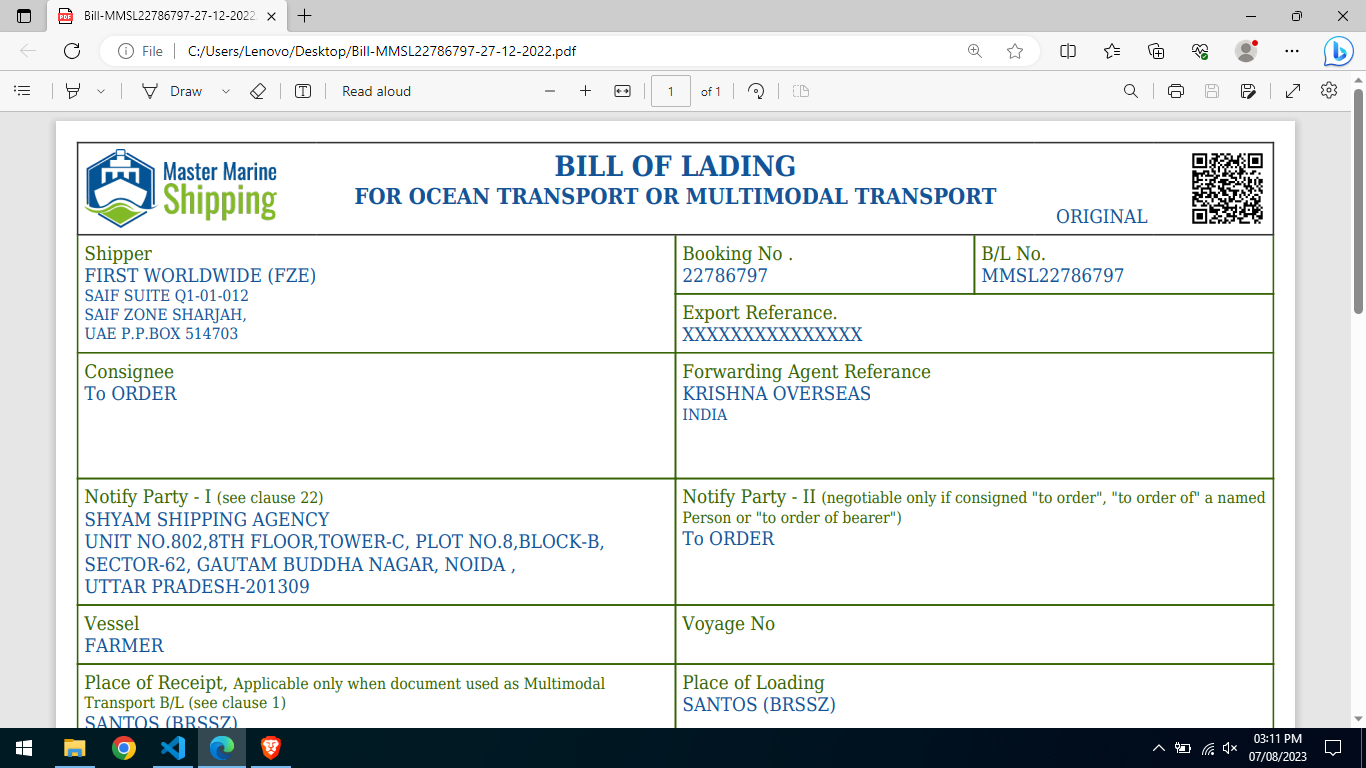 Bill-MMSL22786797-27-12-2022.
File
C:/Users/Lenovo/Desktop/Bill-MMSL22786797-27-12-2022.pdf
Draw
Read aloud
1
of 1
Master Marine
Shipping
BILL OF LADING
FOR OCEAN TRANSPORT OR MULTIMODAL TRANSPORT
ORIGINAL
Shipper
FIRST WORLDWIDE (FZE)
SAIF SUITE Q1-01-012
SAIF ZONE SHARJAH,
UAE P.P.BOX 514703
Booking No .
22786797
B/L No.
MMSL22786797
Export Referance.
XXXXXXXXXXXXXXX
Consignee
To ORDER
Forwarding Agent Referance
KRISHNA OVERSEAS
INDIA
Notify Party - I (see clause 22)
SHYAM SHIPPING AGENCY
UNIT NO.802,8TH FLOOR,TOWER-C, PLOT NO.8,BLOCK-B,
SECTOR-62, GAUTAM BUDDHA NAGAR, NOIDA ,
UTTAR PRADESH-201309
Notify Party - II (negotiable only if consigned "to order", "to order of" a named
Person or "to order of bearer")
To ORDER
Vessel
FARMER
Voyage No
Place of Receipt, Applicable only when document used as Multimodal
Transport B/L (see clause 1)
SANTOS (BRSSZ)
Place of Loading
SANTOS (BRSSZ)
03:11 PM
07/08/2023